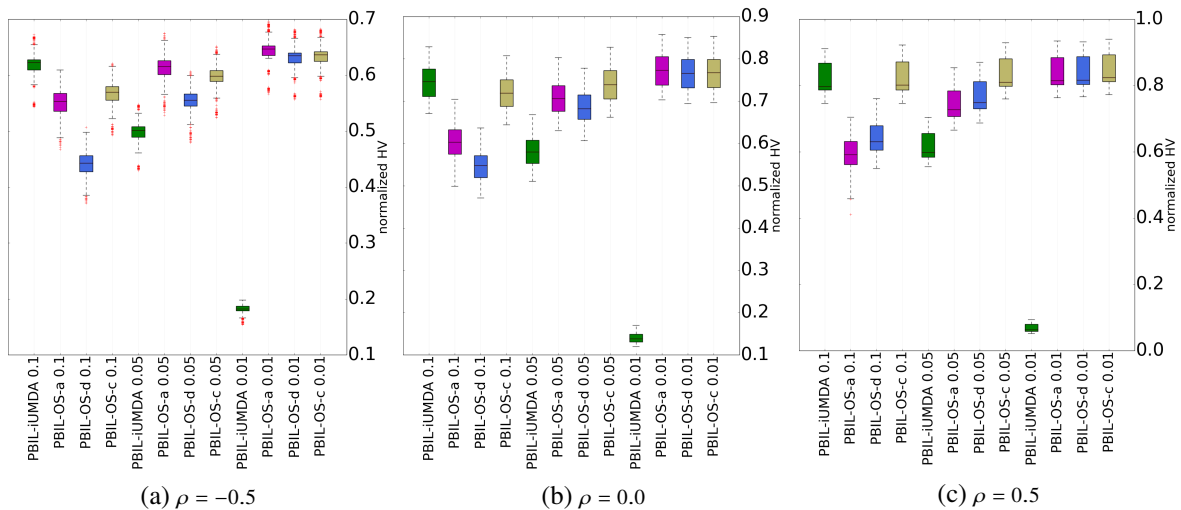 0.7
0.6
0.5
0.4
0.3
0.2
0.1
normalized HV
PBIL-iUMDA 0.1
PBIL-OS-a 0.1
PBIL-OS-d 0.1
PBIL-OS-c 0.1
PBIL-iUMDA 0.05
PBIL-OS-a 0.05
PBIL-OS-d 0.05
PBIL-OS-c 0.05
PBIL-iUMDA 0.01
PBIL-OS-a 0.01
PBIL-OS-d 0.01
PBIL-OS-c 0.01
(a) ρ = −0.5
0.9
0.8
0.7
0.6
0.5
0.4
0.3
0.2
0.1
normalized HV
PBIL-iUMDA 0.1
PBIL-OS-a 0.1
PBIL-OS-d 0.1
PBIL-OS-c 0.1
PBIL-iUMDA 0.05
PBIL-OS-a 0.05
PBIL-OS-d 0.05
PBIL-OS-c 0.05
PBIL-iUMDA 0.01
PBIL-OS-a 0.01
PBIL-OS-d 0.01
PBIL-OS-c 0.01
(b) ρ = 0.0
1.0
0.8
0.6
0.4
0.2
0.0
normalized HV
PBIL-iUMDA 0.1
PBIL-OS-a 0.1
PBIL-OS-d 0.1
PBIL-OS-c 0.1
PBIL-iUMDA 0.05
PBIL-OS-a 0.05
PBIL-OS-d 0.05
PBIL-OS-c 0.05
PBIL-iUMDA 0.01
PBIL-OS-a 0.01
PBIL-OS-d 0.01
PBIL-OS-c 0.01
(c) ρ = 0.5